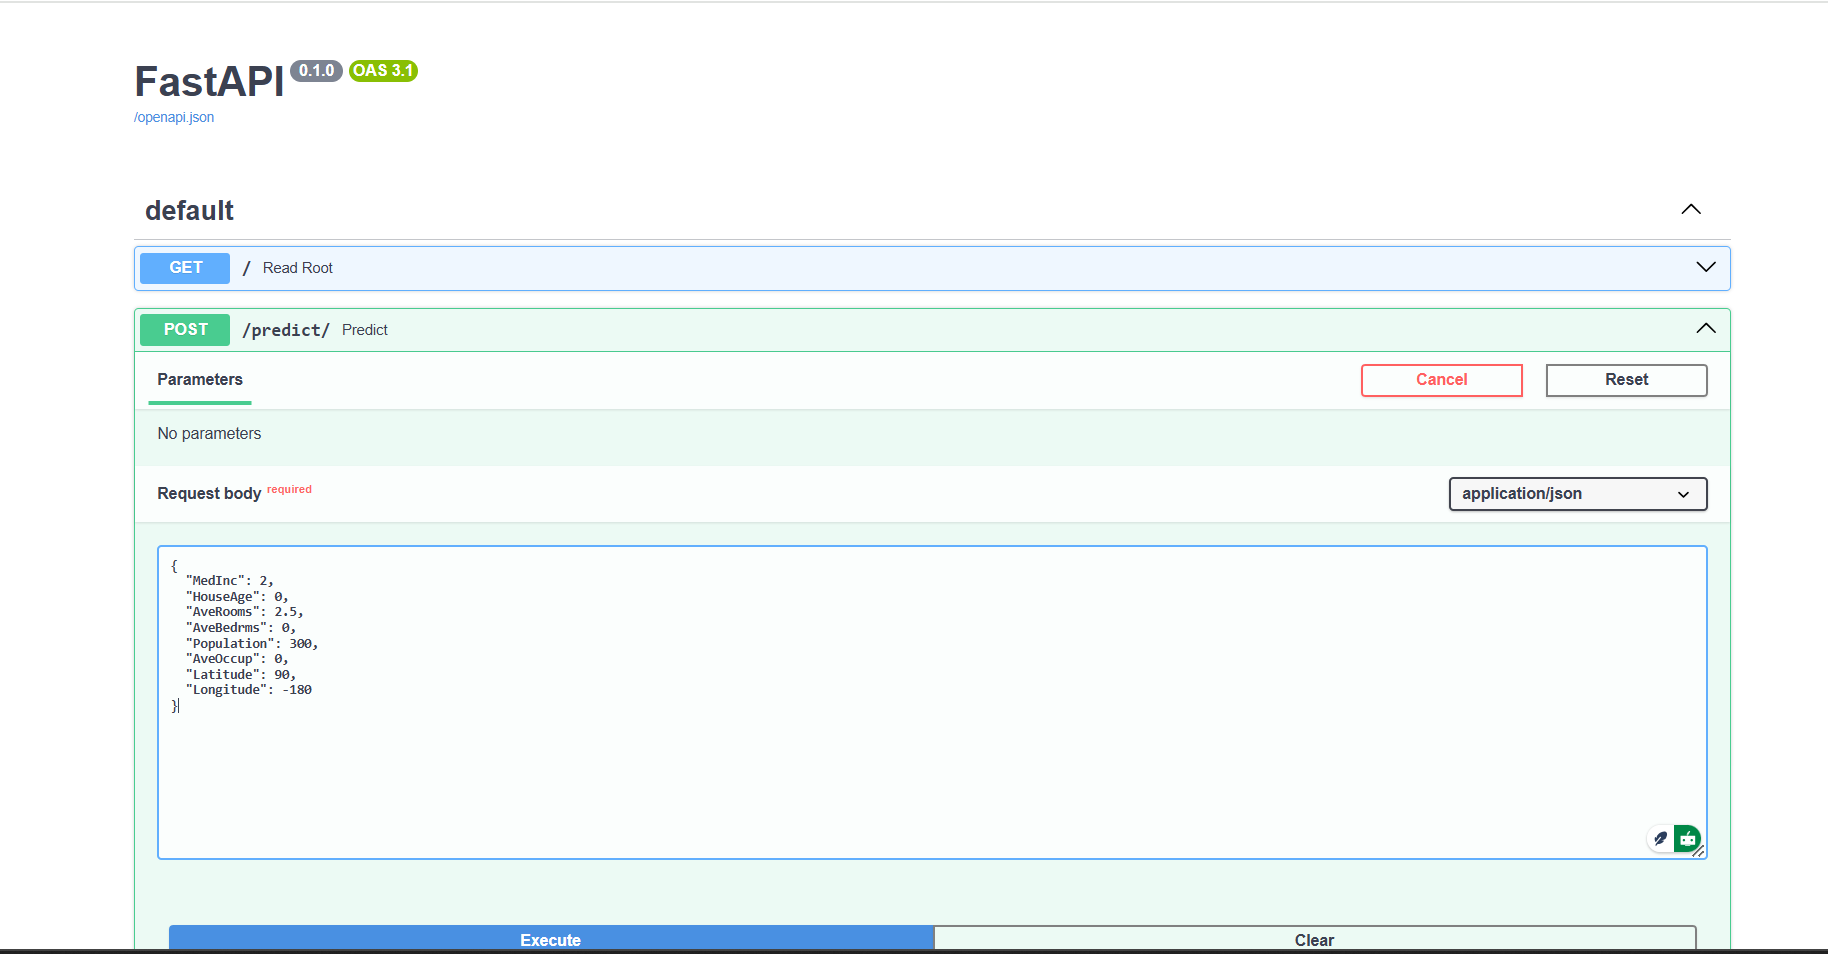 FastAPI 0.1.0 OAS 3.1
/openapi.json
default
GET / Read Root
POST /predict/ Predict
Parameters
Cancel
Reset
No parameters
Request body required
application/json
{
  "MedInc": 2,
  "HouseAge": 0,
  "AveRooms": 2.5,
  "AveBedrms": 0,
  "Population": 300,
  "AveOccup": 0,
  "Latitude": 90,
  "Longitude": -180
}
Execute
Clear